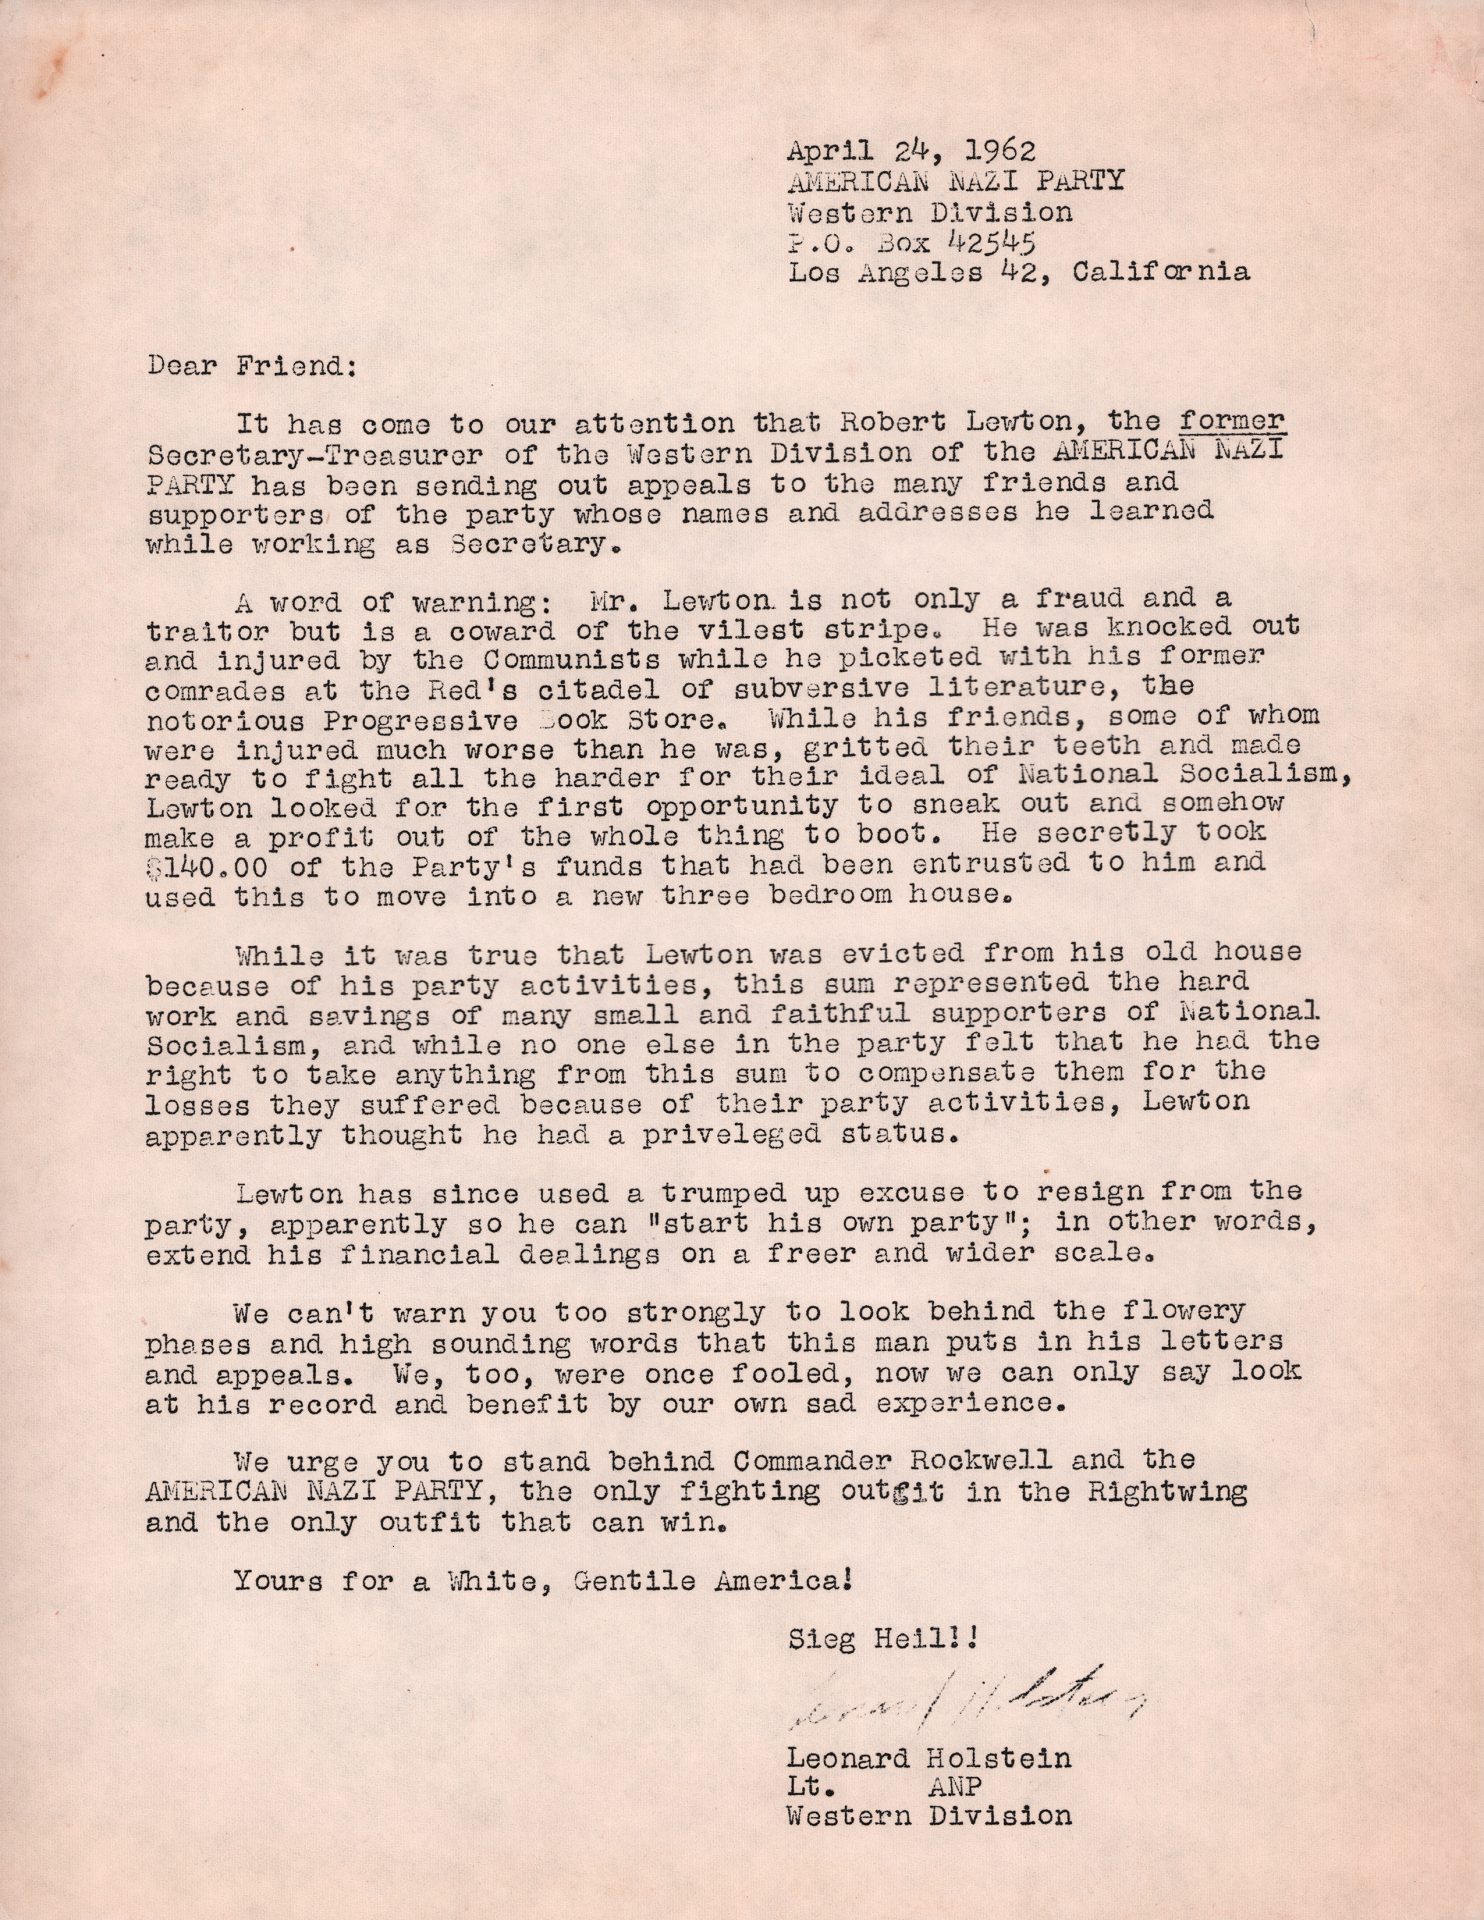 April 24, 1962
AMERICAN NAZI PARTY
Western Division
P.O. Box 42545
Los Angeles 42, California
Dear Friend:
It has come to our attention that Robert Lewton, the former
Secretary-Treasurer of the Western Division of the AMERICAN NAZI
PARTY has been sending out appeals to the many friends and
supporters of the party whose names and addresses he learned
while working as Secretary.
A word of warning: Mr. Lewton is not only a fraud and a
traitor but is a coward of the vilest stripe. He was knocked out
and injured by the Communists while he picketed with his former
comrades at the Red's citadel of subversive literature, the
notorious Progressive Book Store. While his friends, some of whom
were injured much worse than he was, gritted their teeth and made
ready to fight all the harder for their ideal of National Socialism,
Lewton looked for the first opportunity to sneak out and somehow
make a profit out of the whole thing to boot. He secretly took
$140.00 of the Party's funds that had been entrusted to him and
used this to move into a new three bedroom house.
While it was true that Lewton was evicted from his old house
because of his party activities, this sum represented the hard
work and savings of many small and faithful supporters of National
Socialism, and while no one else in the party felt that he had the
right to take anything from this sum to compensate them for the
losses they suffered because of their party activities, Lewton
apparently thought he had a priveleged status.
Lewton has since used a trumped up excuse to resign from the
party, apparently so he can "start his own party"; in other words,
extend his financial dealings on a freer and wider scale.
We can't warn you too strongly to look behind the flowery
phases and high sounding words that this man puts in his letters
and appeals. We, too, were once fooled, now we can only say look
at his record and benefit by our own sad experience.
We urge you to stand behind Commander Rockwell and the
AMERICAN NAZI PARTY, the only fighting outfit in the Rightwing
and the only outfit that can win.
Yours for a White, Gentile America!
Sieg Heil!!
Leonard Holstein
Leonard Holstein
Lt. ANP
Western Division